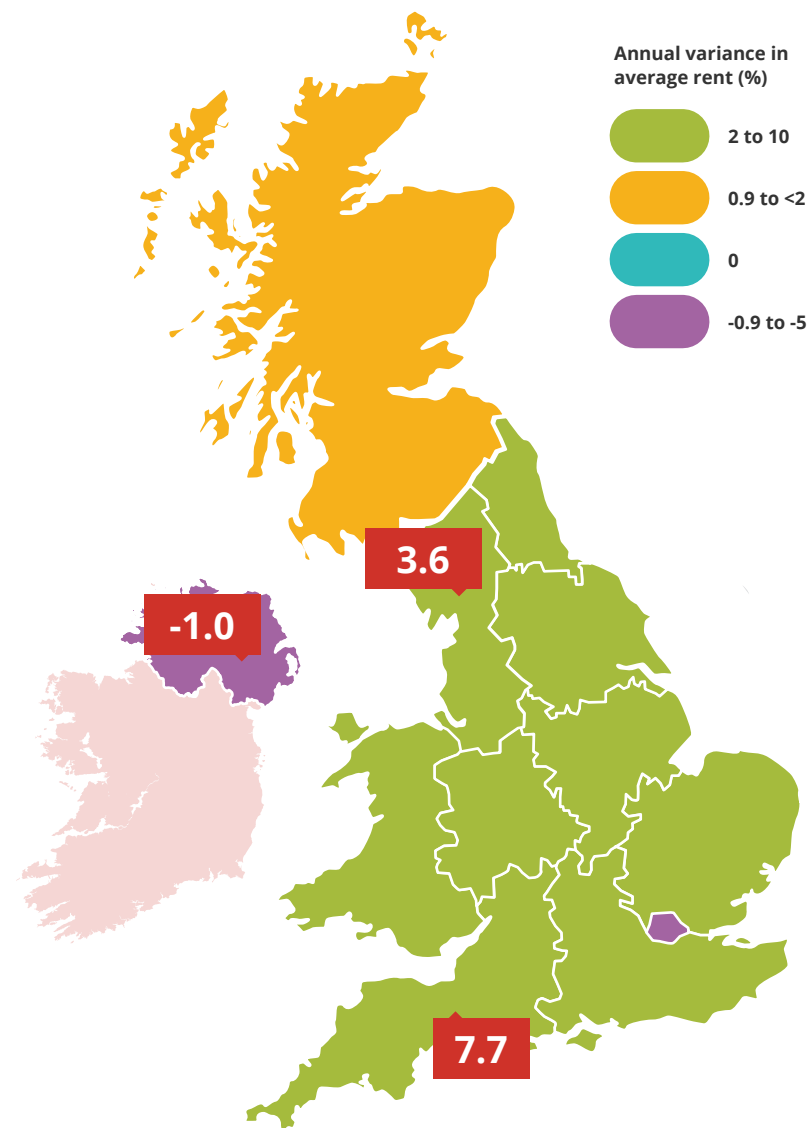 Annual variance in
average rent (%)
2 to 10
0.9 to <2
0
-0.9 to -5
3.6
-1.0
7.7